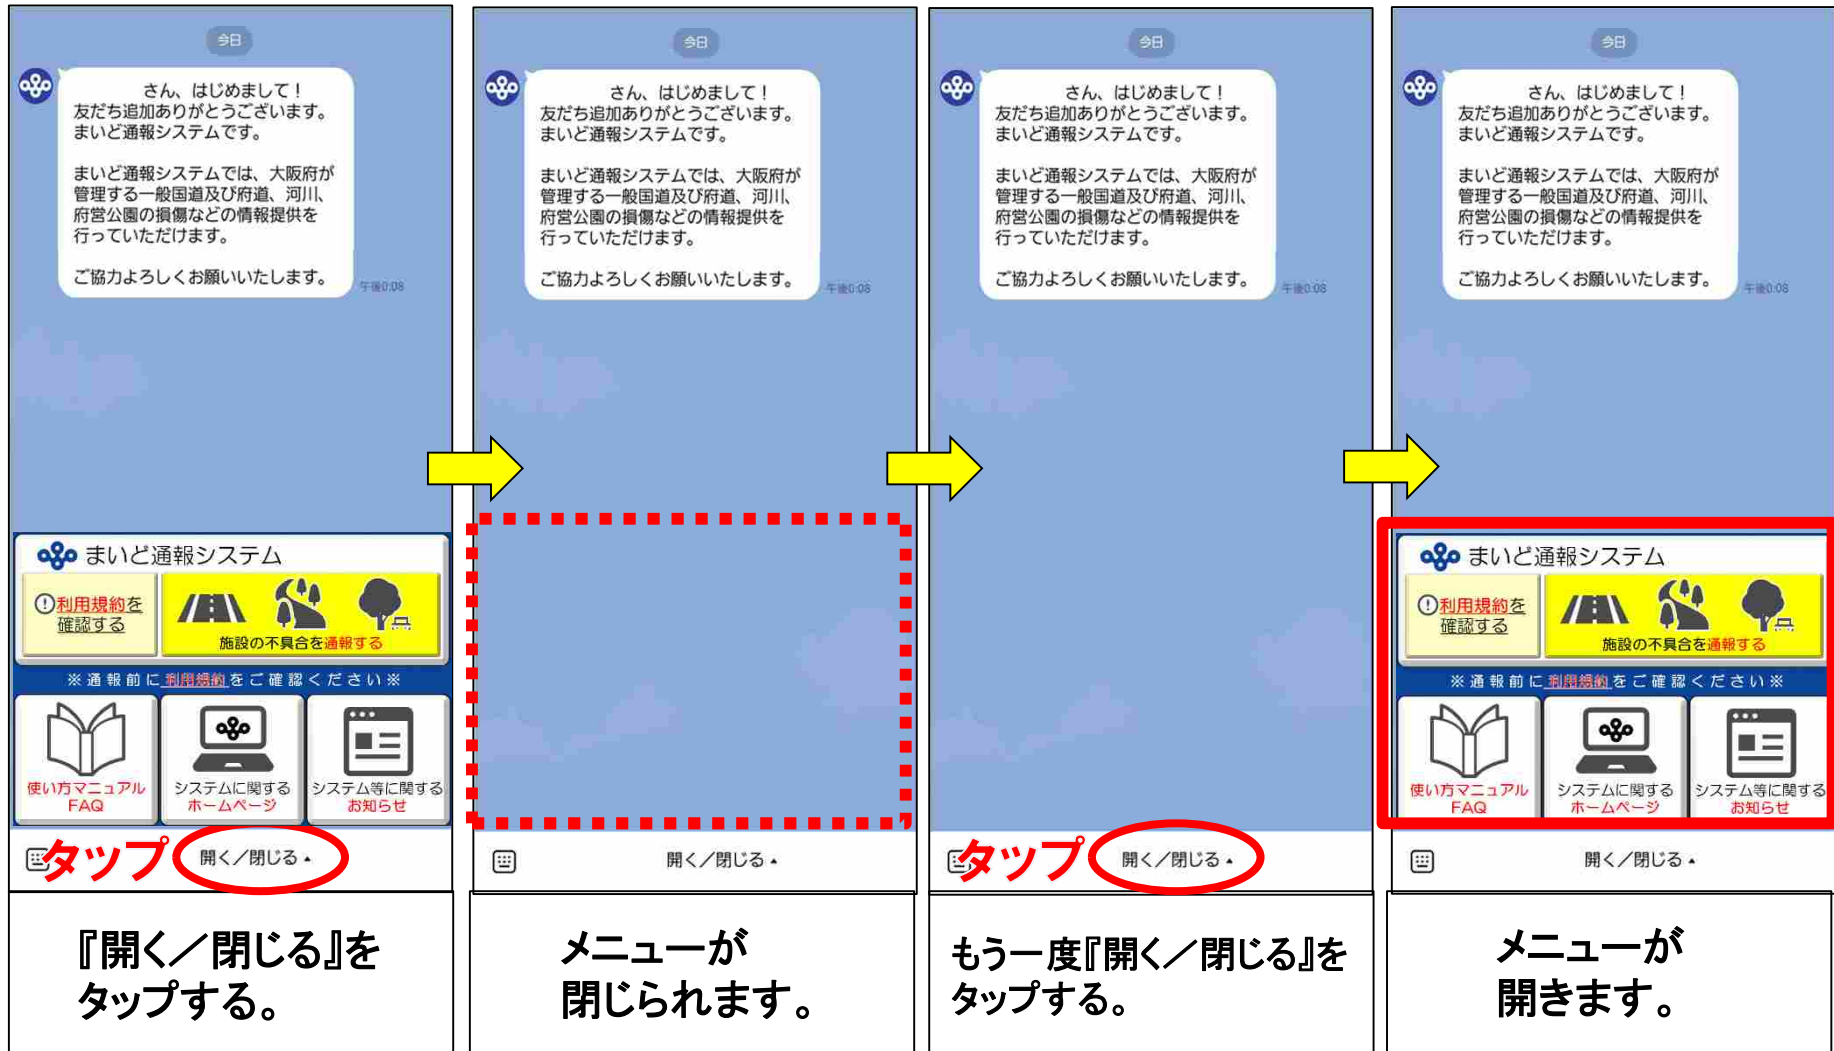 今日
さん、はじめまして！
友だち追加ありがとうございます。
まいど通報システムです。
まいど通報システムでは、大阪府が
管理する一般国道及び府道、河川、
府営公園の損傷などの情報提供を
行っていただけます。
ご協力よろしくお願いいたします。
午後0:08
まいど通報システム
利用規約を
確認する
施設の不具合を通報する
※通報前に利用規約をご確認ください※
使い方マニュアル
FAQ
システムに関する
ホームページ
システム等に関する
お知らせ
タップ
開く／閉じる
『開く／閉じる』を
タップする。
今日
さん、はじめまして！
友だち追加ありがとうございます。
まいど通報システムです。
まいど通報システムでは、大阪府が
管理する一般国道及び府道、河川、
府営公園の損傷などの情報提供を
行っていただけます。
ご協力よろしくお願いいたします。
午後0:08
開く／閉じる
メニューが
閉じられます。
今日
さん、はじめまして！
友だち追加ありがとうございます。
まいど通報システムです。
まいど通報システムでは、大阪府が
管理する一般国道及び府道、河川、
府営公園の損傷などの情報提供を
行っていただけます。
ご協力よろしくお願いいたします。
午後0:08
タップ
開く／閉じる
もう一度『開く／閉じる』を
タップする。
今日
さん、はじめまして！
友だち追加ありがとうございます。
まいど通報システムです。
まいど通報システムでは、大阪府が
管理する一般国道及び府道、河川、
府営公園の損傷などの情報提供を
行っていただけます。
ご協力よろしくお願いいたします。
午後0:08
まいど通報システム
利用規約を
確認する
施設の不具合を通報する
※通報前に利用規約をご確認ください※
使い方マニュアル
FAQ
システムに関する
ホームページ
システム等に関する
お知らせ
開く／閉じる
メニューが
開きます。